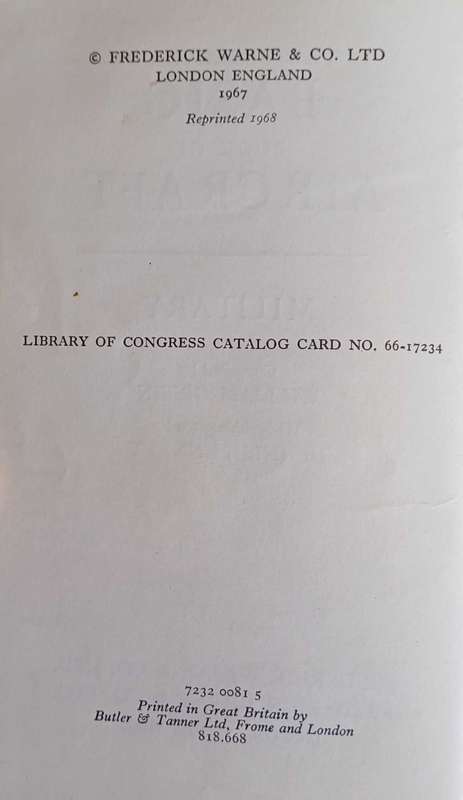 © FREDERICK WARNE & CO. LTD
LONDON ENGLAND
1967
Reprinted 1968
LIBRARY OF CONGRESS CATALOG CARD NO. 66-17234
7232 0081 5
Printed in Great Britain by
Butler & Tanner Ltd, Frome and London
818.668